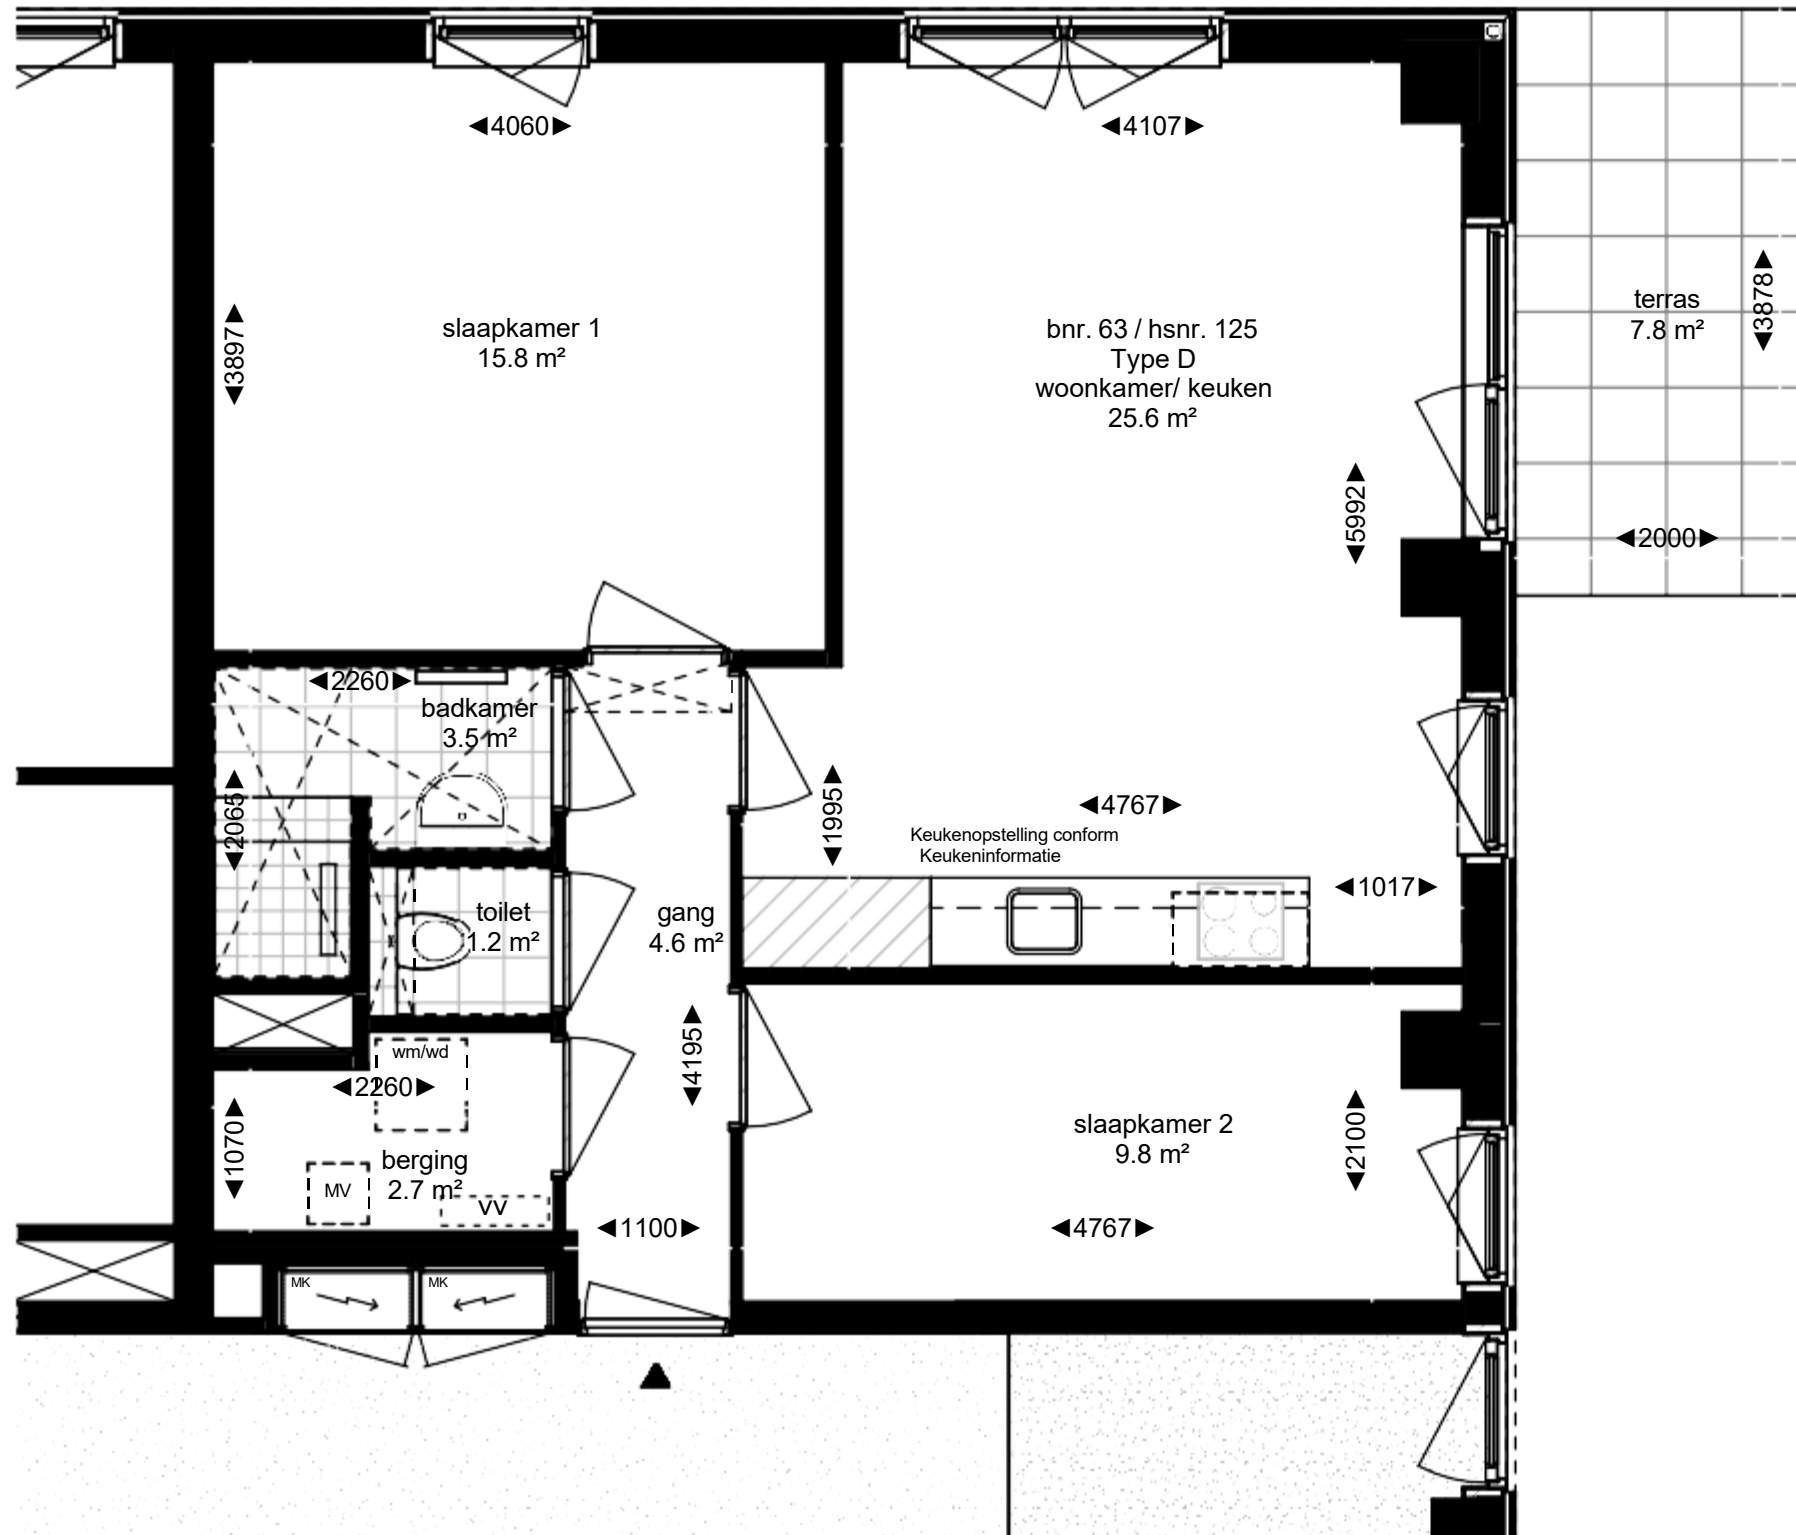 ◄4060►
◄4107►
◄3897►
slaapkamer 1
15.8 m²
bnr. 63 / hsnr. 125
Type D
woonkamer/ keuken
25.6 m²
terras
7.8 m²
◄3878►
◄5992►
◄2000►
◄2260►
badkamer
3.5 m²
◄2065►
◄1995►
◄4767►
Keukenopstelling conform
Keukeninformatie
◄1017►
toilet
1.2 m²
gang
4.6 m²
◄4195►
wm/wd
◄2260►
◄1070►
berging
2.7 m²
MV
VV
◄1100►
slaapkamer 2
9.8 m²
◄2100►
◄4767►
MK
MK